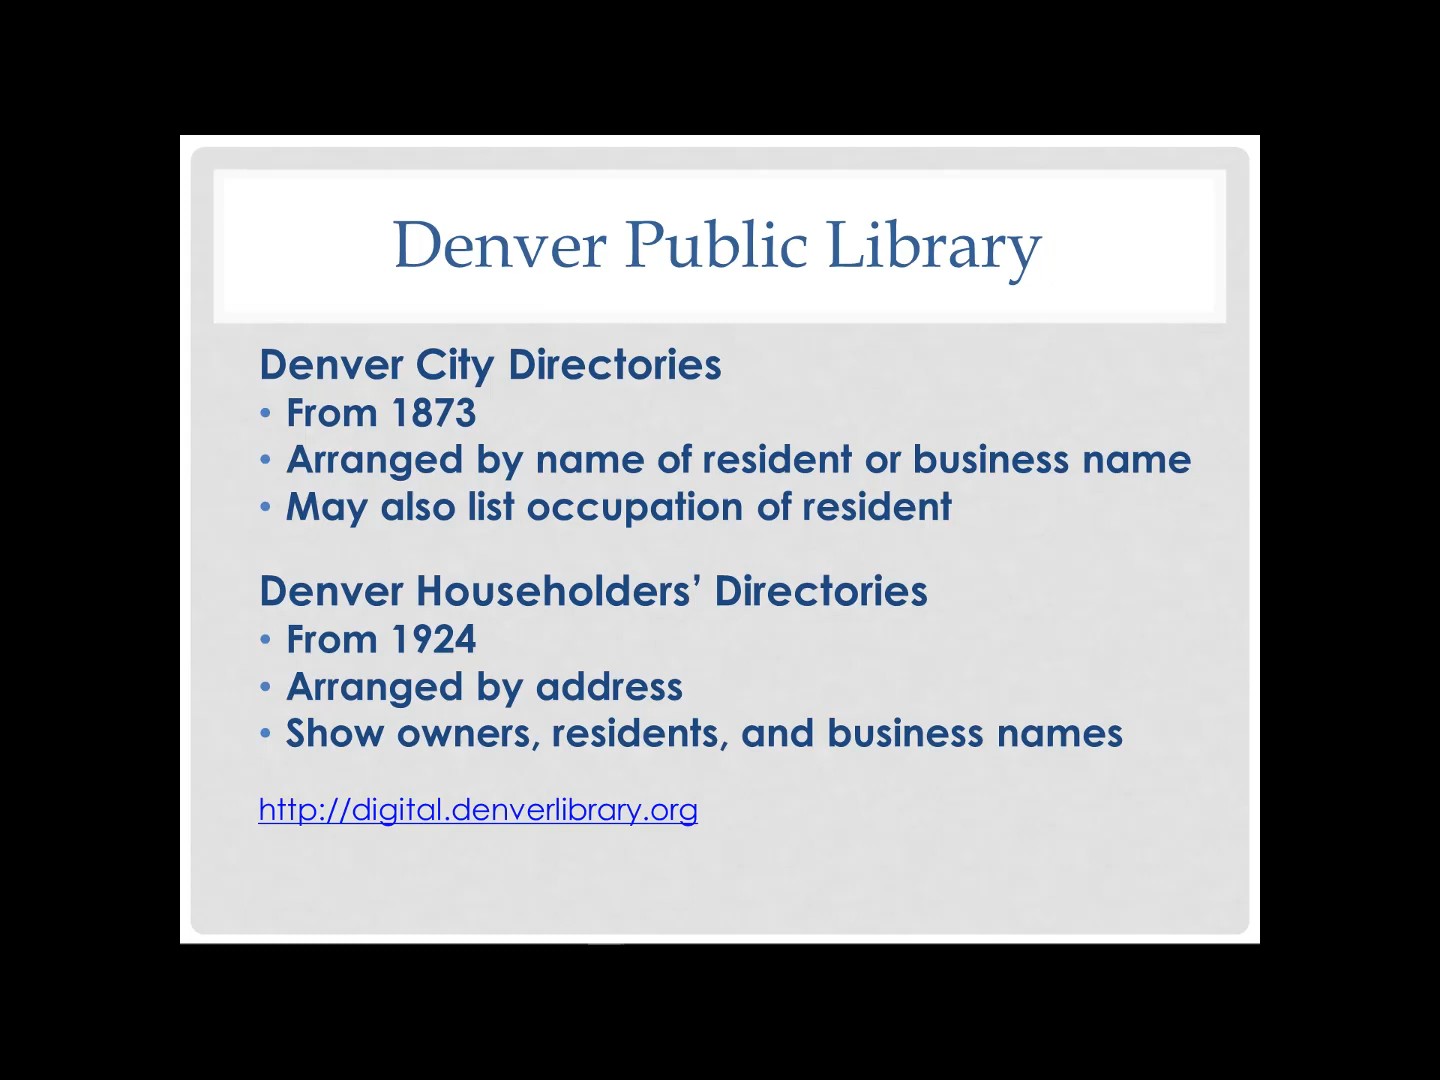 Denver Public Library
Denver City Directories
• From 1873
• Arranged by name of resident or business name
• May also list occupation of resident
Denver Householders’ Directories
• From 1924
• Arranged by address
• Show owners, residents, and business names
http://digital.denverlibrary.org